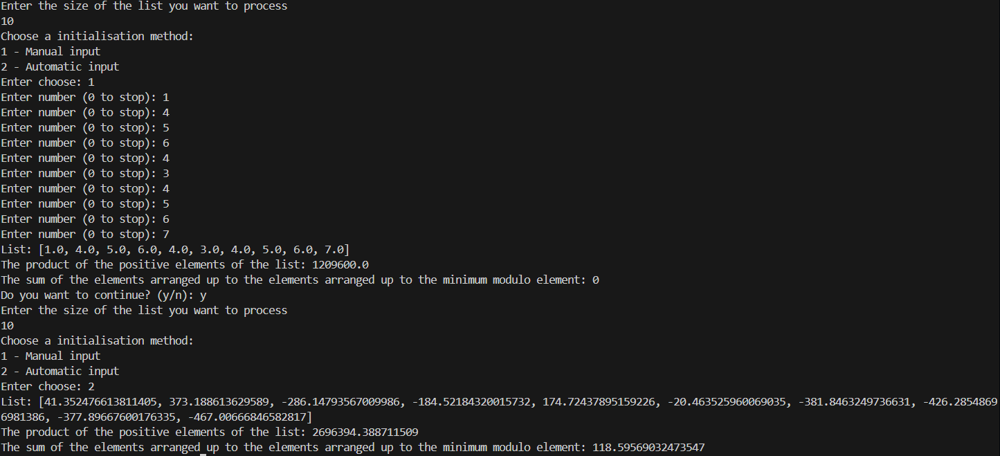 Enter the size of the list you want to process
10
Choose a initialisation method:
1 - Manual input
2 - Automatic input
Enter choose: 1
Enter number (0 to stop): 1
Enter number (0 to stop): 4
Enter number (0 to stop): 5
Enter number (0 to stop): 6
Enter number (0 to stop): 4
Enter number (0 to stop): 3
Enter number (0 to stop): 4
Enter number (0 to stop): 5
Enter number (0 to stop): 6
Enter number (0 to stop): 7
List: [1.0, 4.0, 5.0, 6.0, 4.0, 3.0, 4.0, 5.0, 6.0, 7.0]
The product of the positive elements of the list: 1209600.0
The sum of the elements arranged up to the elements arranged up to the minimum modulo element: 0
Do you want to continue? (y/n): y
Enter the size of the list you want to process
10
Choose a initialisation method:
1 - Manual input
2 - Automatic input
Enter choose: 2
List: [41.352476613811405, 373.188613629589, -286.14793567009986, -184.52184320015732, 174.72437895159226, -20.463525960069035, -381.8463249736631, -426.2854869
6981386, -377.89667600176335, -467.00666846582817]
The product of the positive elements of the list: 2696394.388711509
The sum of the elements arranged up to the elements arranged up to the minimum modulo element: 118.59569032473547